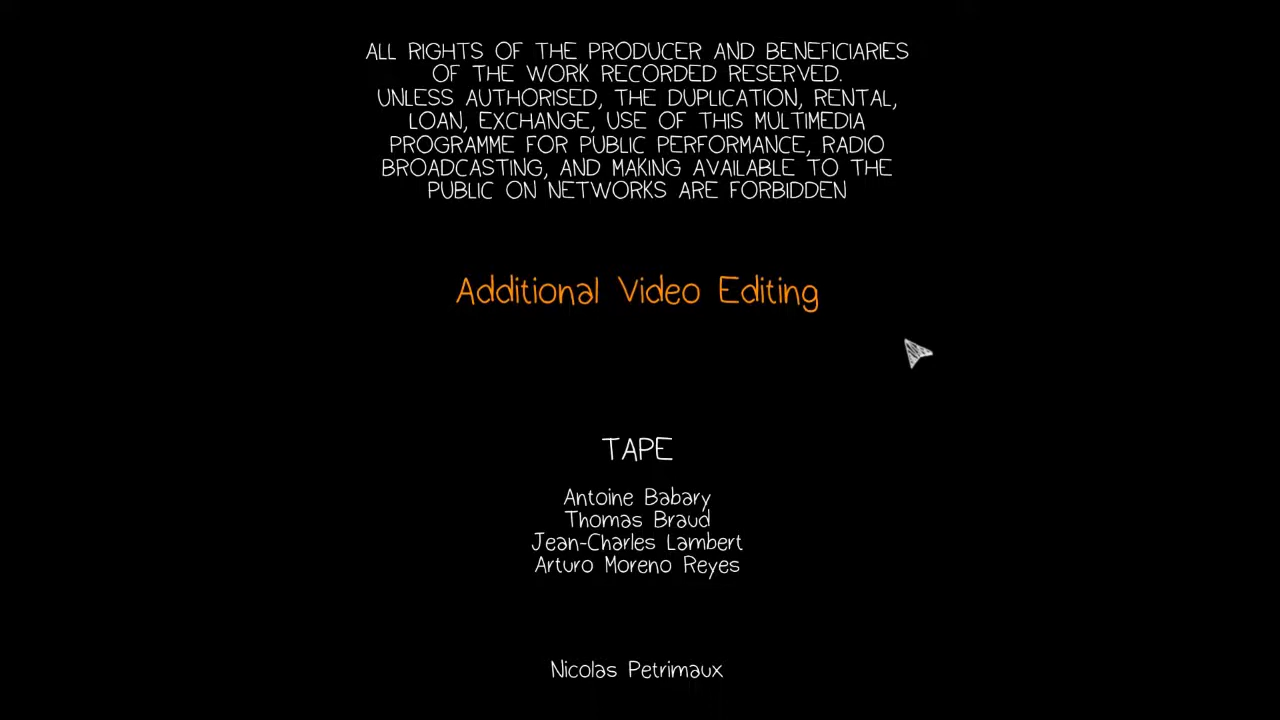 ALL RIGHTS OF THE PRODUCER AND BENEFICIARIES
OF THE WORK RECORDED RESERVED.
UNLESS AUTHORISED, THE DUPLICATION, RENTAL,
LOAN, EXCHANGE, USE OF THIS MULTIMEDIA
PROGRAMME FOR PUBLIC PERFORMANCE, RADIO
BROADCASTING, AND MAKING AVAILABLE TO THE
PUBLIC ON NETWORKS ARE FORBIDDEN
Additional Video Editing
TAPE
Antoine Babary
Thomas Braud
Jean-Charles Lambert
Arturo Moreno Reyes
Nicolas Petrimaux